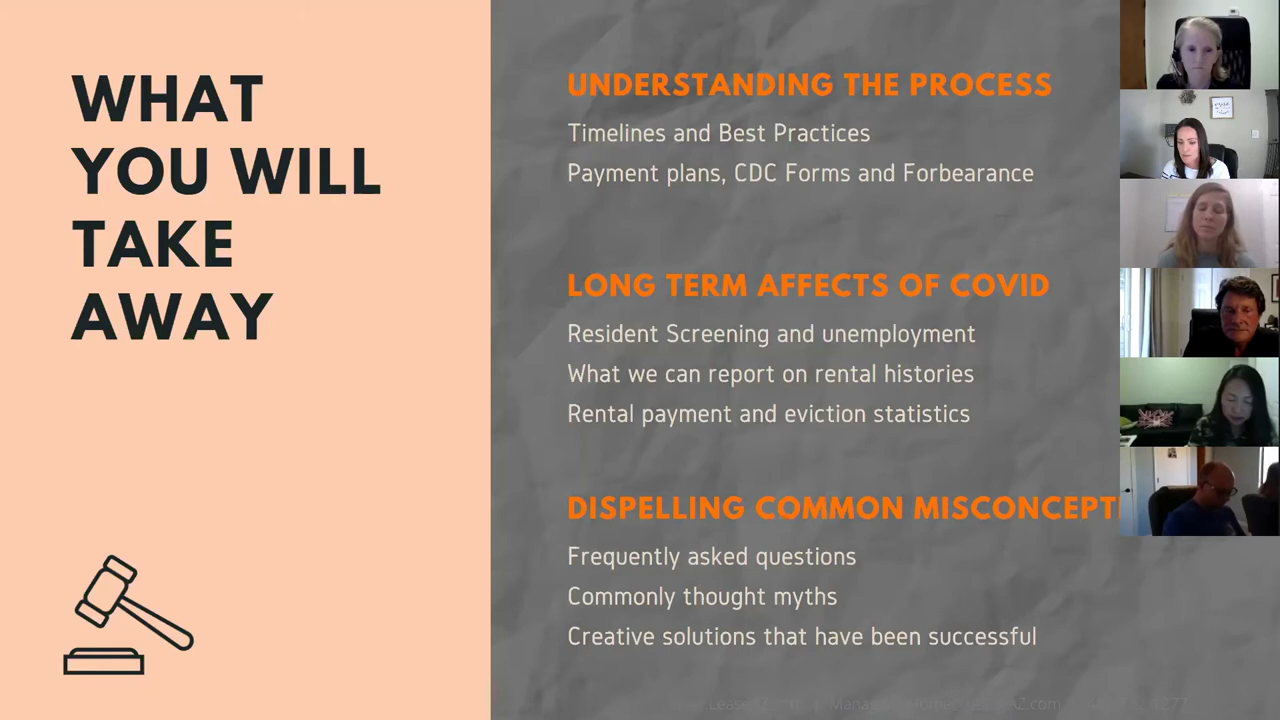 WHAT
YOU WILL
TAKE
AWAY
UNDERSTANDING THE PROCESS
Timelines and Best Practices
Payment plans, CDC Forms and Forbearance
LONG TERM AFFECTS OF COVID
Resident Screening and unemployment
What we can report on rental histories
Rental payment and eviction statistics
DISPELLING COMMON
Frequently asked questions
Commonly thought myths
Creative solutions that have been successful